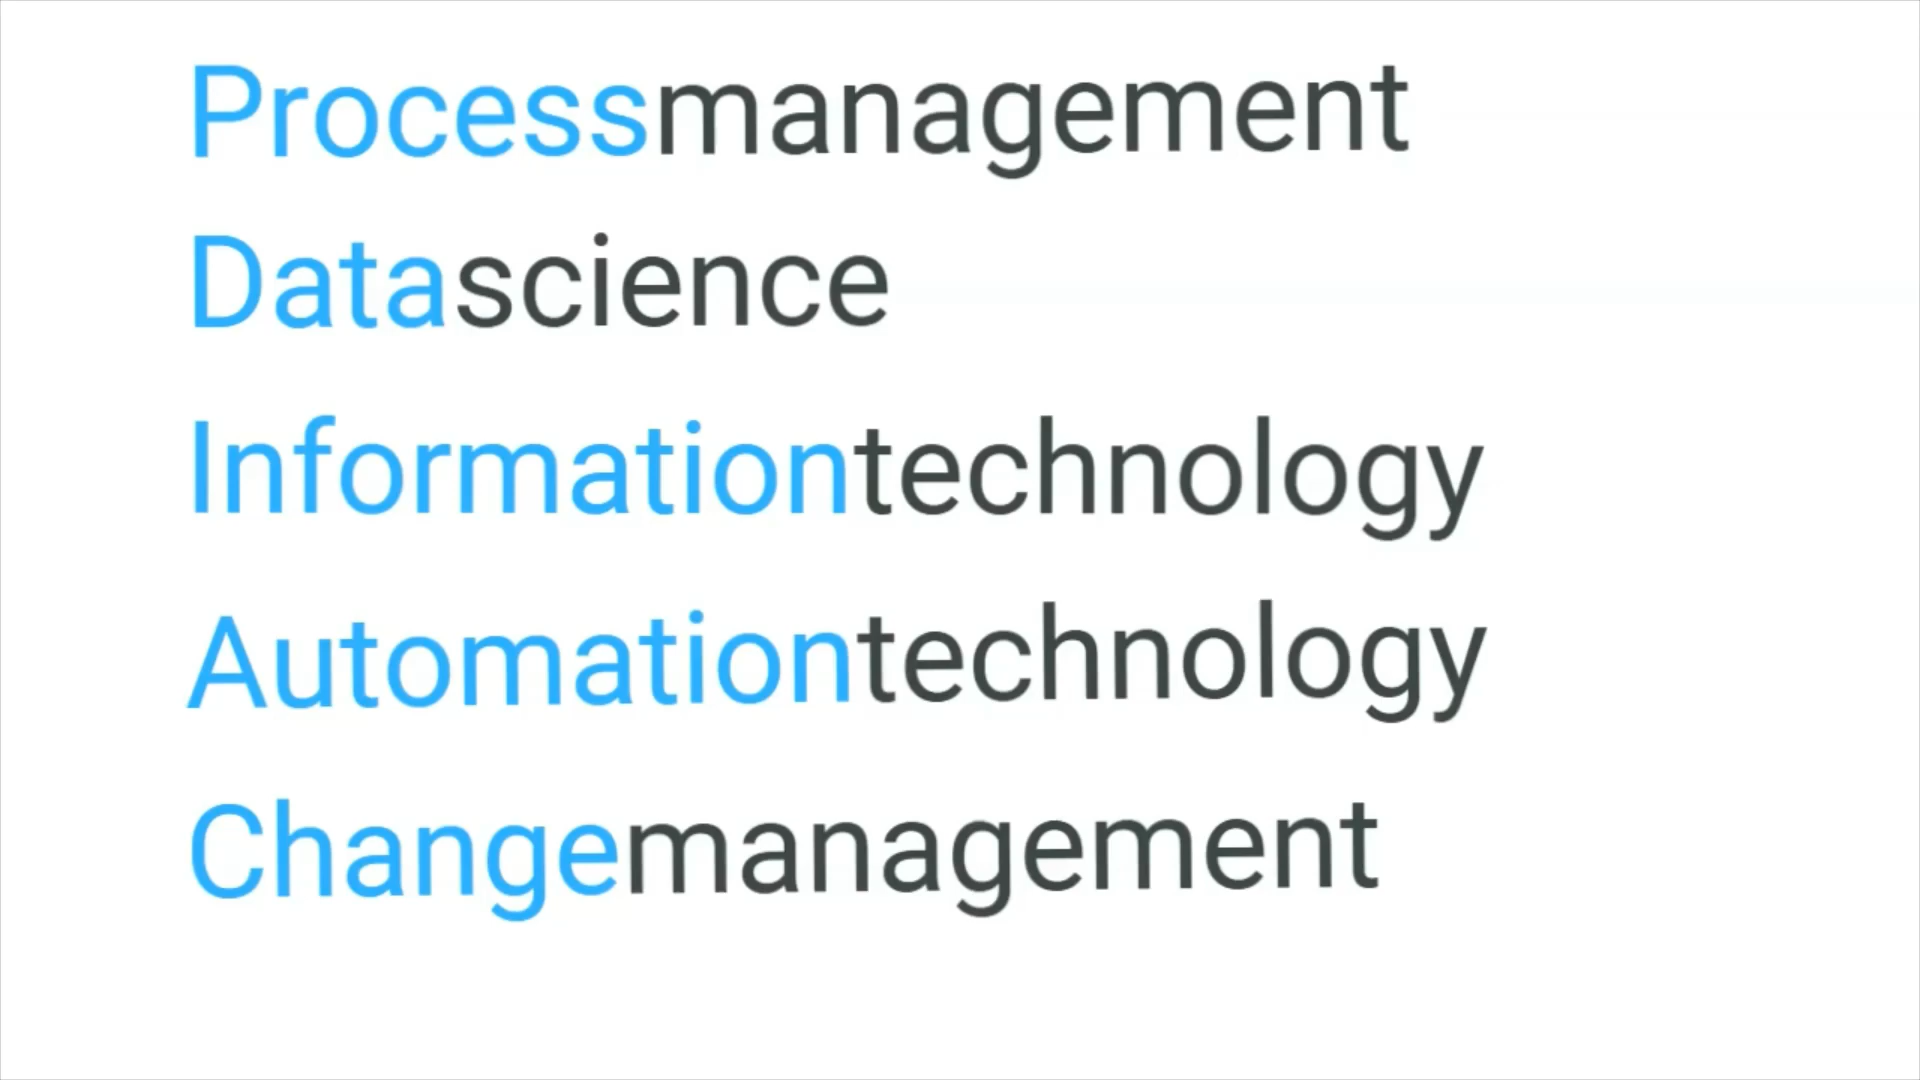 Processmanagement
Datascience
Informationtechnology
Automationtechnology
Changemanagement